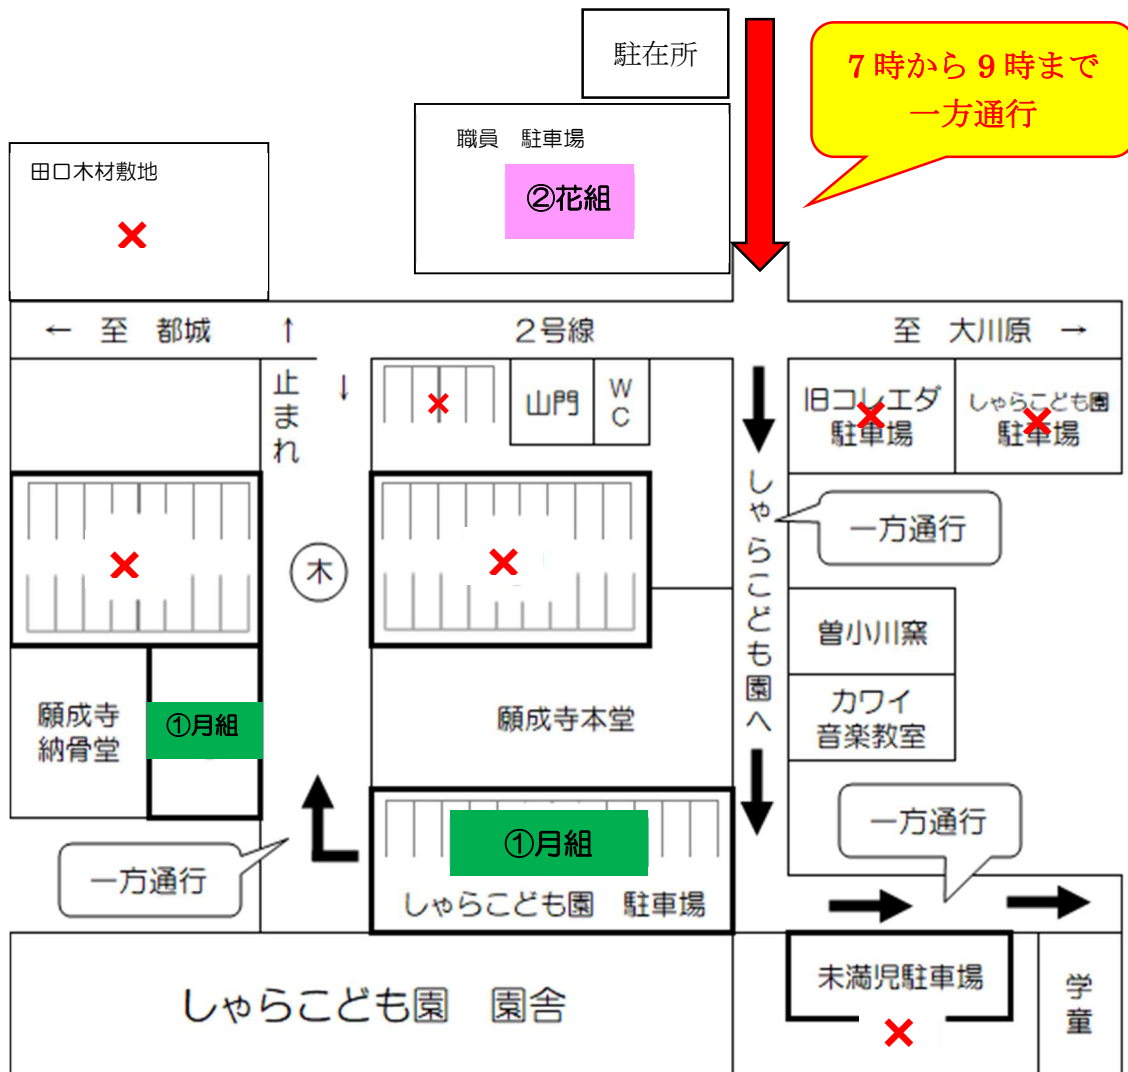 駐在所
7時から9時まで
一方通行
職員 駐車場
②花組
田口木材敷地
← 至 都城
↑
2号線
至 大川原 →
止まれ
↓
山門
WC
旧コレエダ
駐車場
しゃらこども園
駐車場
しゃらこども園へ
一方通行
木
曽小川窯
カワイ
音楽教室
願成寺
納骨堂
①月組
願成寺本堂
一方通行
①月組
しゃらこども園 駐車場
一方通行
しゃらこども園 園舎
未満児駐車場
学童